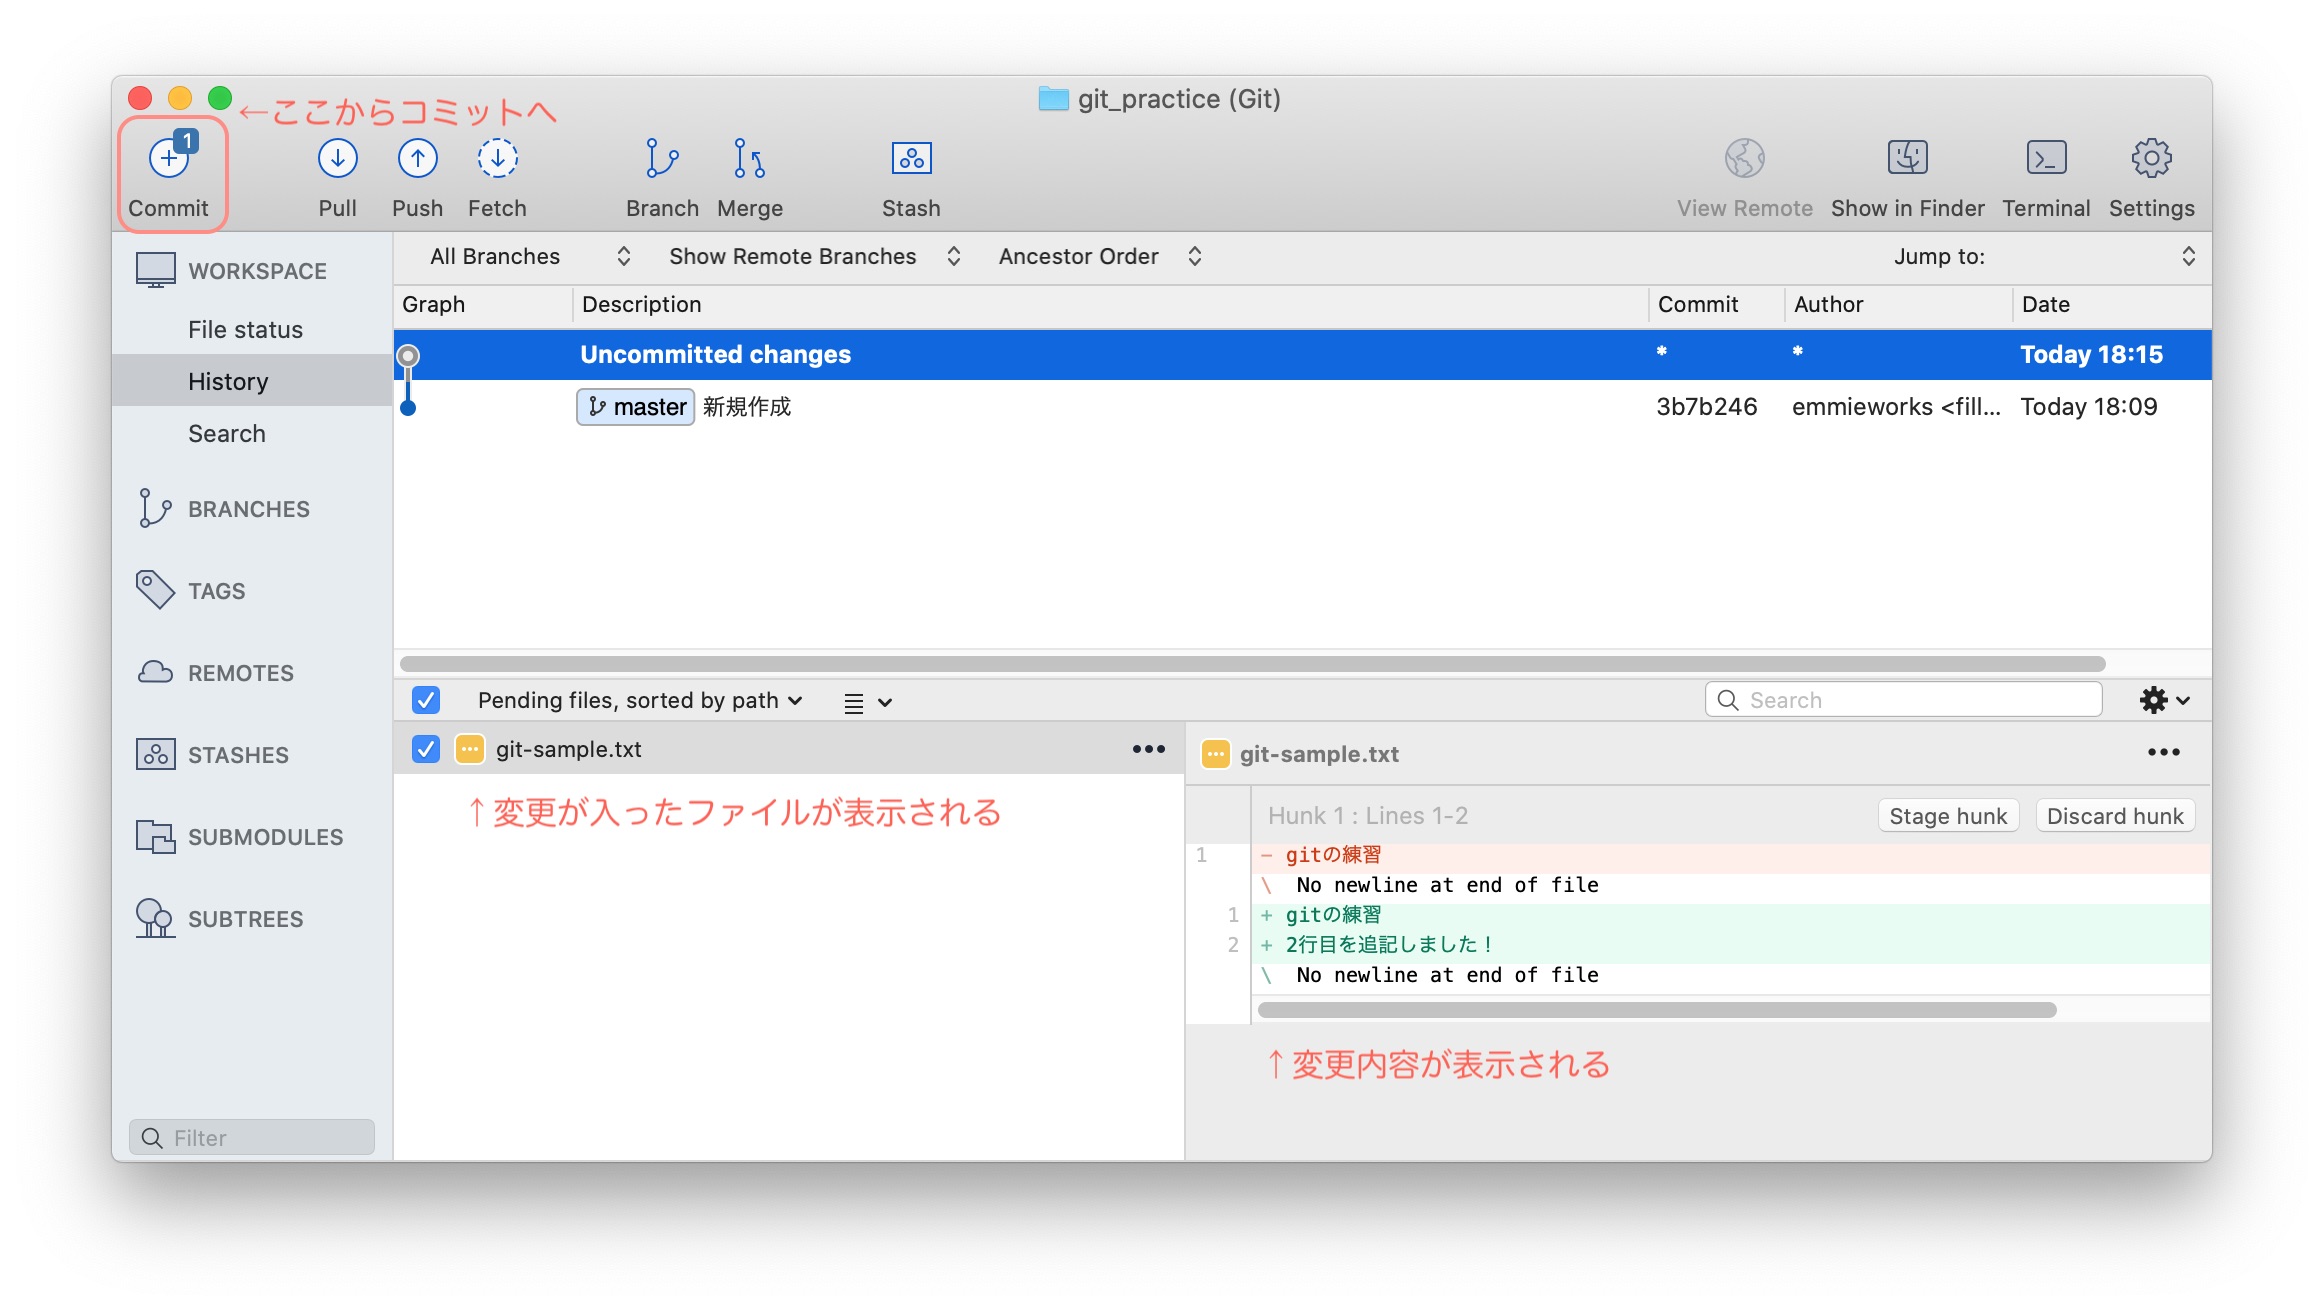 git_practice (Git)
←ここからコミットへ
1
Commit Pull Push Fetch Branch Merge Stash View Remote Show in Finder Terminal Settings
WORKSPACE
File status
History
Search
BRANCHES
TAGS
REMOTES
STASHES
SUBMODULES
SUBTREES
Filter
All Branches Show Remote Branches Ancestor Order Jump to:
Graph Description Commit Author Date
Uncommitted changes * * Today 18:15
master 新規作成 3b7b246 emmieworks <fill... Today 18:09
Pending files, sorted by path Search
git-sample.txt
↑変更が入ったファイルが表示される
git-sample.txt
Hunk 1 : Lines 1-2 Stage hunk Discard hunk
1 - gitの練習
\ No newline at end of file
1 + gitの練習
2 + 2行目を追記しました！
\ No newline at end of file
↑変更内容が表示される